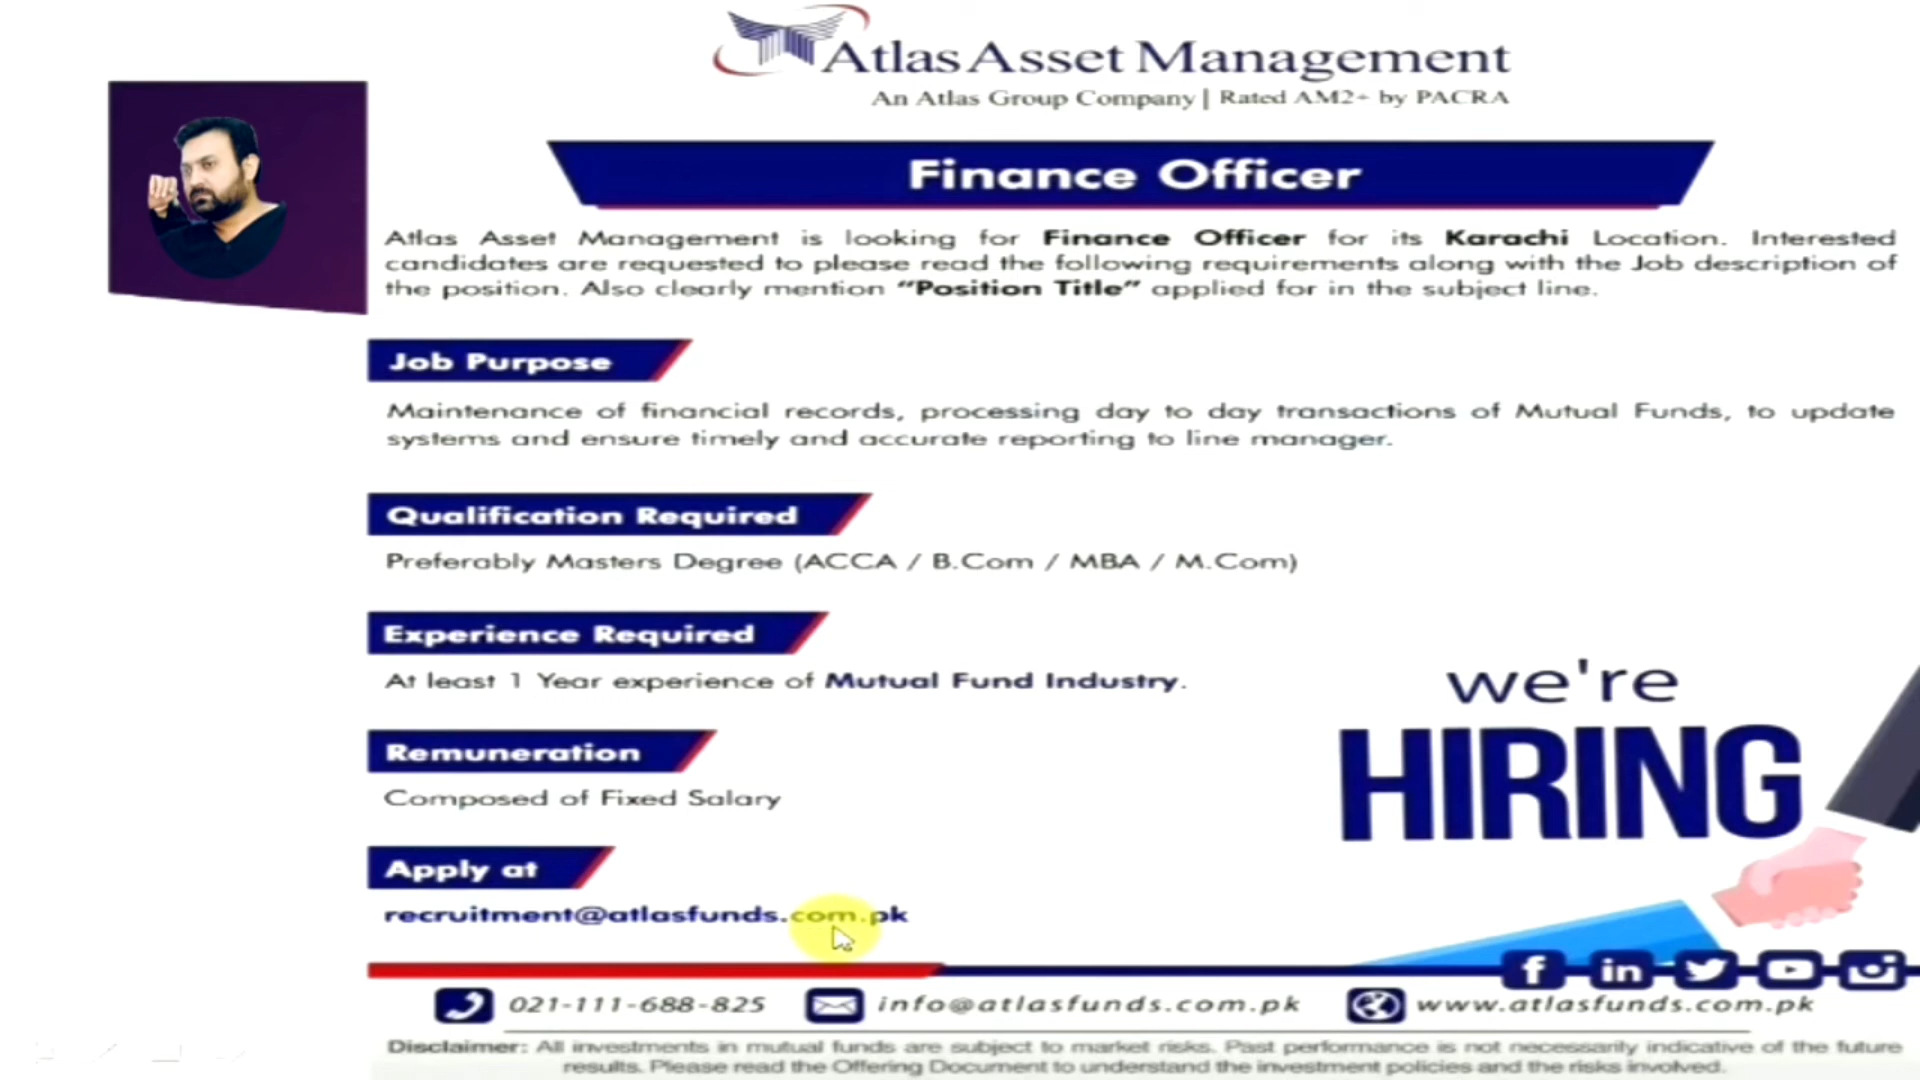 Atlas Asset Management
An Atlas Group Company | Rated AM2+ by PACRA
Finance Officer
Atlas Asset Management is looking for Finance Officer for its Karachi Location. Interested
candidates are requested to please read the following requirements along with the Job description of
the position. Also clearly mention “Position Title” applied for in the subject line.
Job Purpose
Maintenance of financial records, processing day to day transactions of Mutual Funds, to update
systems and ensure timely and accurate reporting to line manager.
Qualification Required
Preferably Masters Degree (ACCA / B.Com / MBA / M.Com)
Experience Required
At least 1 Year experience of Mutual Fund Industry.
Remuneration
Composed of Fixed Salary
we're
HIRING
Apply at
recruitment@atlasfunds.com.pk
021-111-688-825
info@atlasfunds.com.pk
www.atlasfunds.com.pk
Disclaimer: All investments in mutual funds are subject to market risks. Past performance is not necessarily indicative of the future
results. Please read the Offering Document to understand the investment policies and the risks involved.